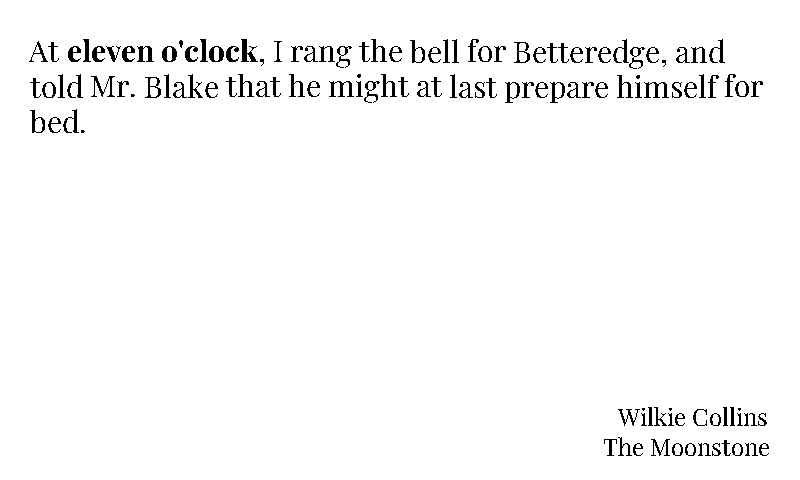 At eleven o'clock, I rang the bell for Betteredge, and
told Mr. Blake that he might at last prepare himself for
bed.
Wilkie Collins
The Moonstone